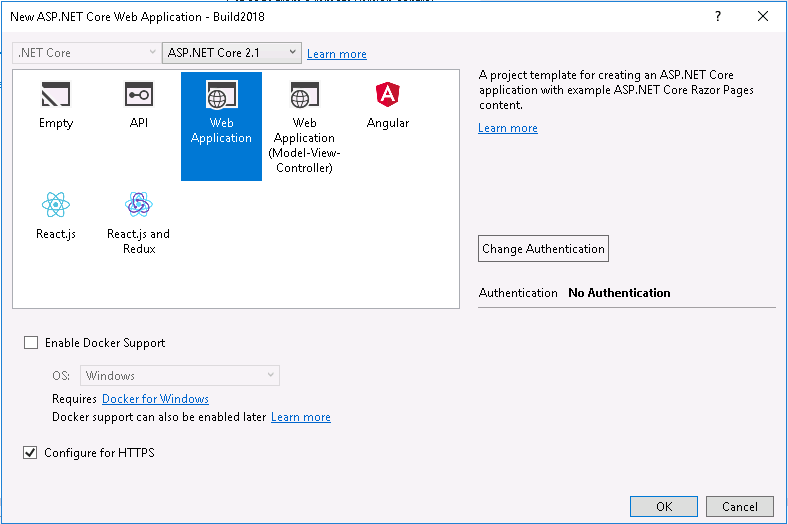 New ASP.NET Core Web Application - Build2018
?
.NET Core
ASP.NET Core 2.1
Learn more
Empty
API
Web
Application
Web
Application
(Model-View-
Controller)
Angular
React.js
React.js and
Redux
A project template for creating an ASP.NET Core
application with example ASP.NET Core Razor Pages
content.
Learn more
Change Authentication
Authentication No Authentication
Enable Docker Support
OS: Windows
Requires Docker for Windows
Docker support can also be enabled later Learn more
Configure for HTTPS
OK
Cancel